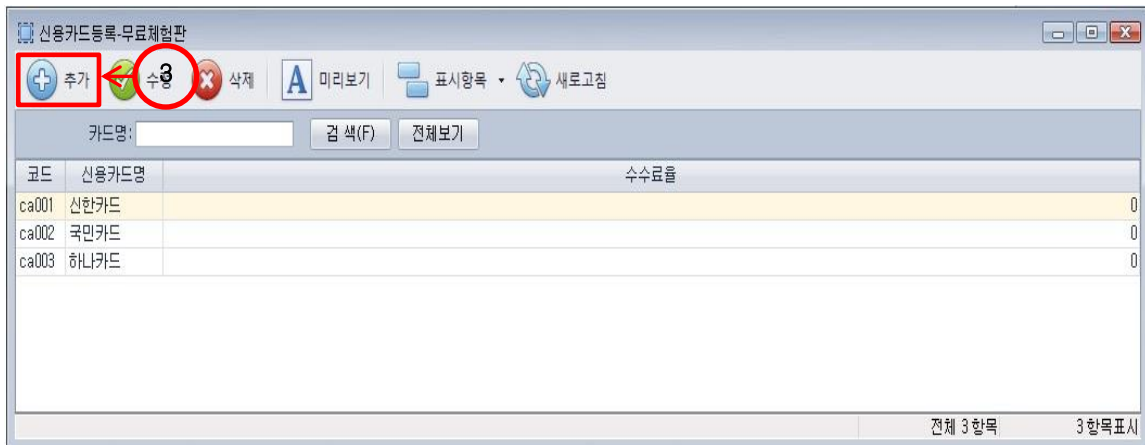 신용카드등록-무료체험판
추가 3 삭제 A 미리보기 표시항목 새로고침
카드명: 검 색(F) 전체보기
코드 신용카드명 수수료율
ca001 신한카드 0
ca002 국민카드 0
ca003 하나카드 0
전체 3 항목 3 항목표시